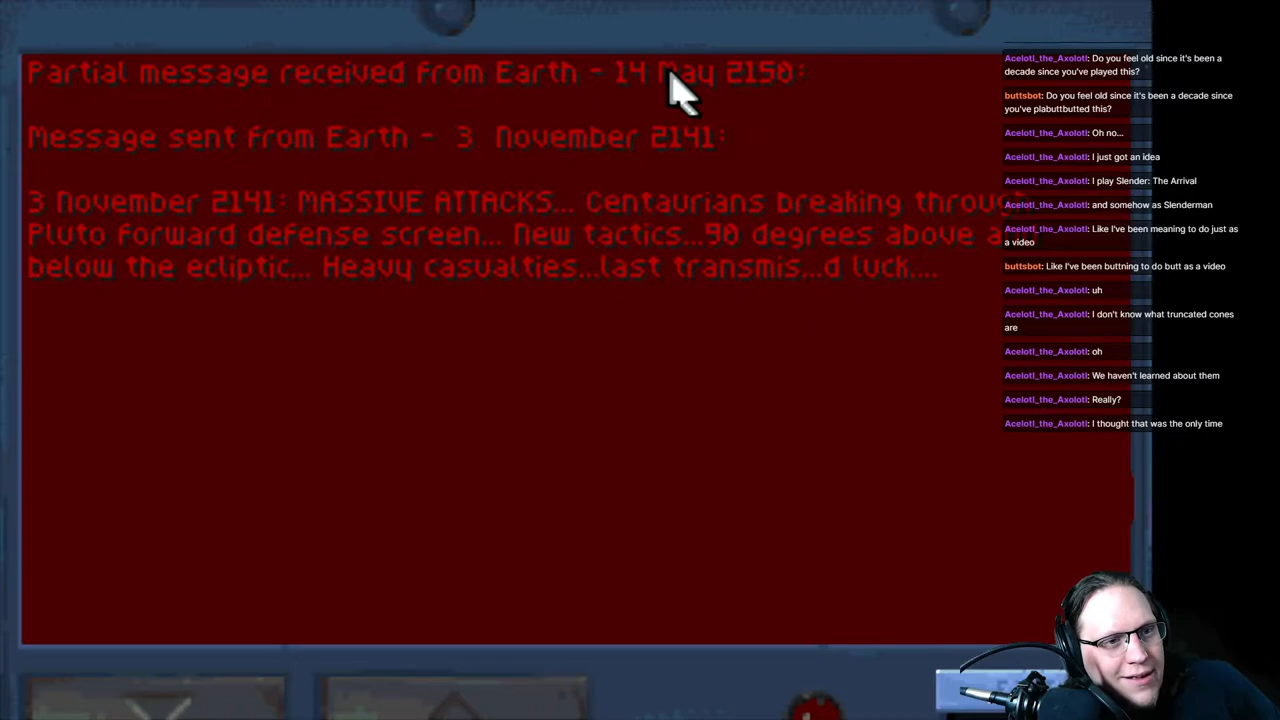 Partial message received from Earth - 14 May 2150:
Message sent from Earth - 3 November 2141:
3 November 2141: MASSIVE ATTACKS... Centaurians breaking through
Pluto forward defense screen... New tactics...90 degrees above
below the ecliptic... Heavy casualties...last transmis...d luck....
Acelotl_the_Axolotl: Do you feel old since it's been a
decade since you've played this?
buttsbot: Do you feel old since it's been a decade since
you've plabuttbutted this?
Acelotl_the_Axolotl: Oh no...
Acelotl_the_Axolotl: I just got an idea
Acelotl_the_Axolotl: I play Slender: The Arrival
Acelotl_the_Axolotl: and somehow as Slenderman
Acelotl_the_Axolotl: Like I've been meaning to do just as
a video
buttsbot: Like I've been buttning to do butt as a video
Acelotl_the_Axolotl: uh
Acelotl_the_Axolotl: I don't know what truncated cones
are
Acelotl_the_Axolotl: oh
Acelotl_the_Axolotl: We haven't learned about them
Acelotl_the_Axolotl: Really?
Acelotl_the_Axolotl: I thought that was the only time